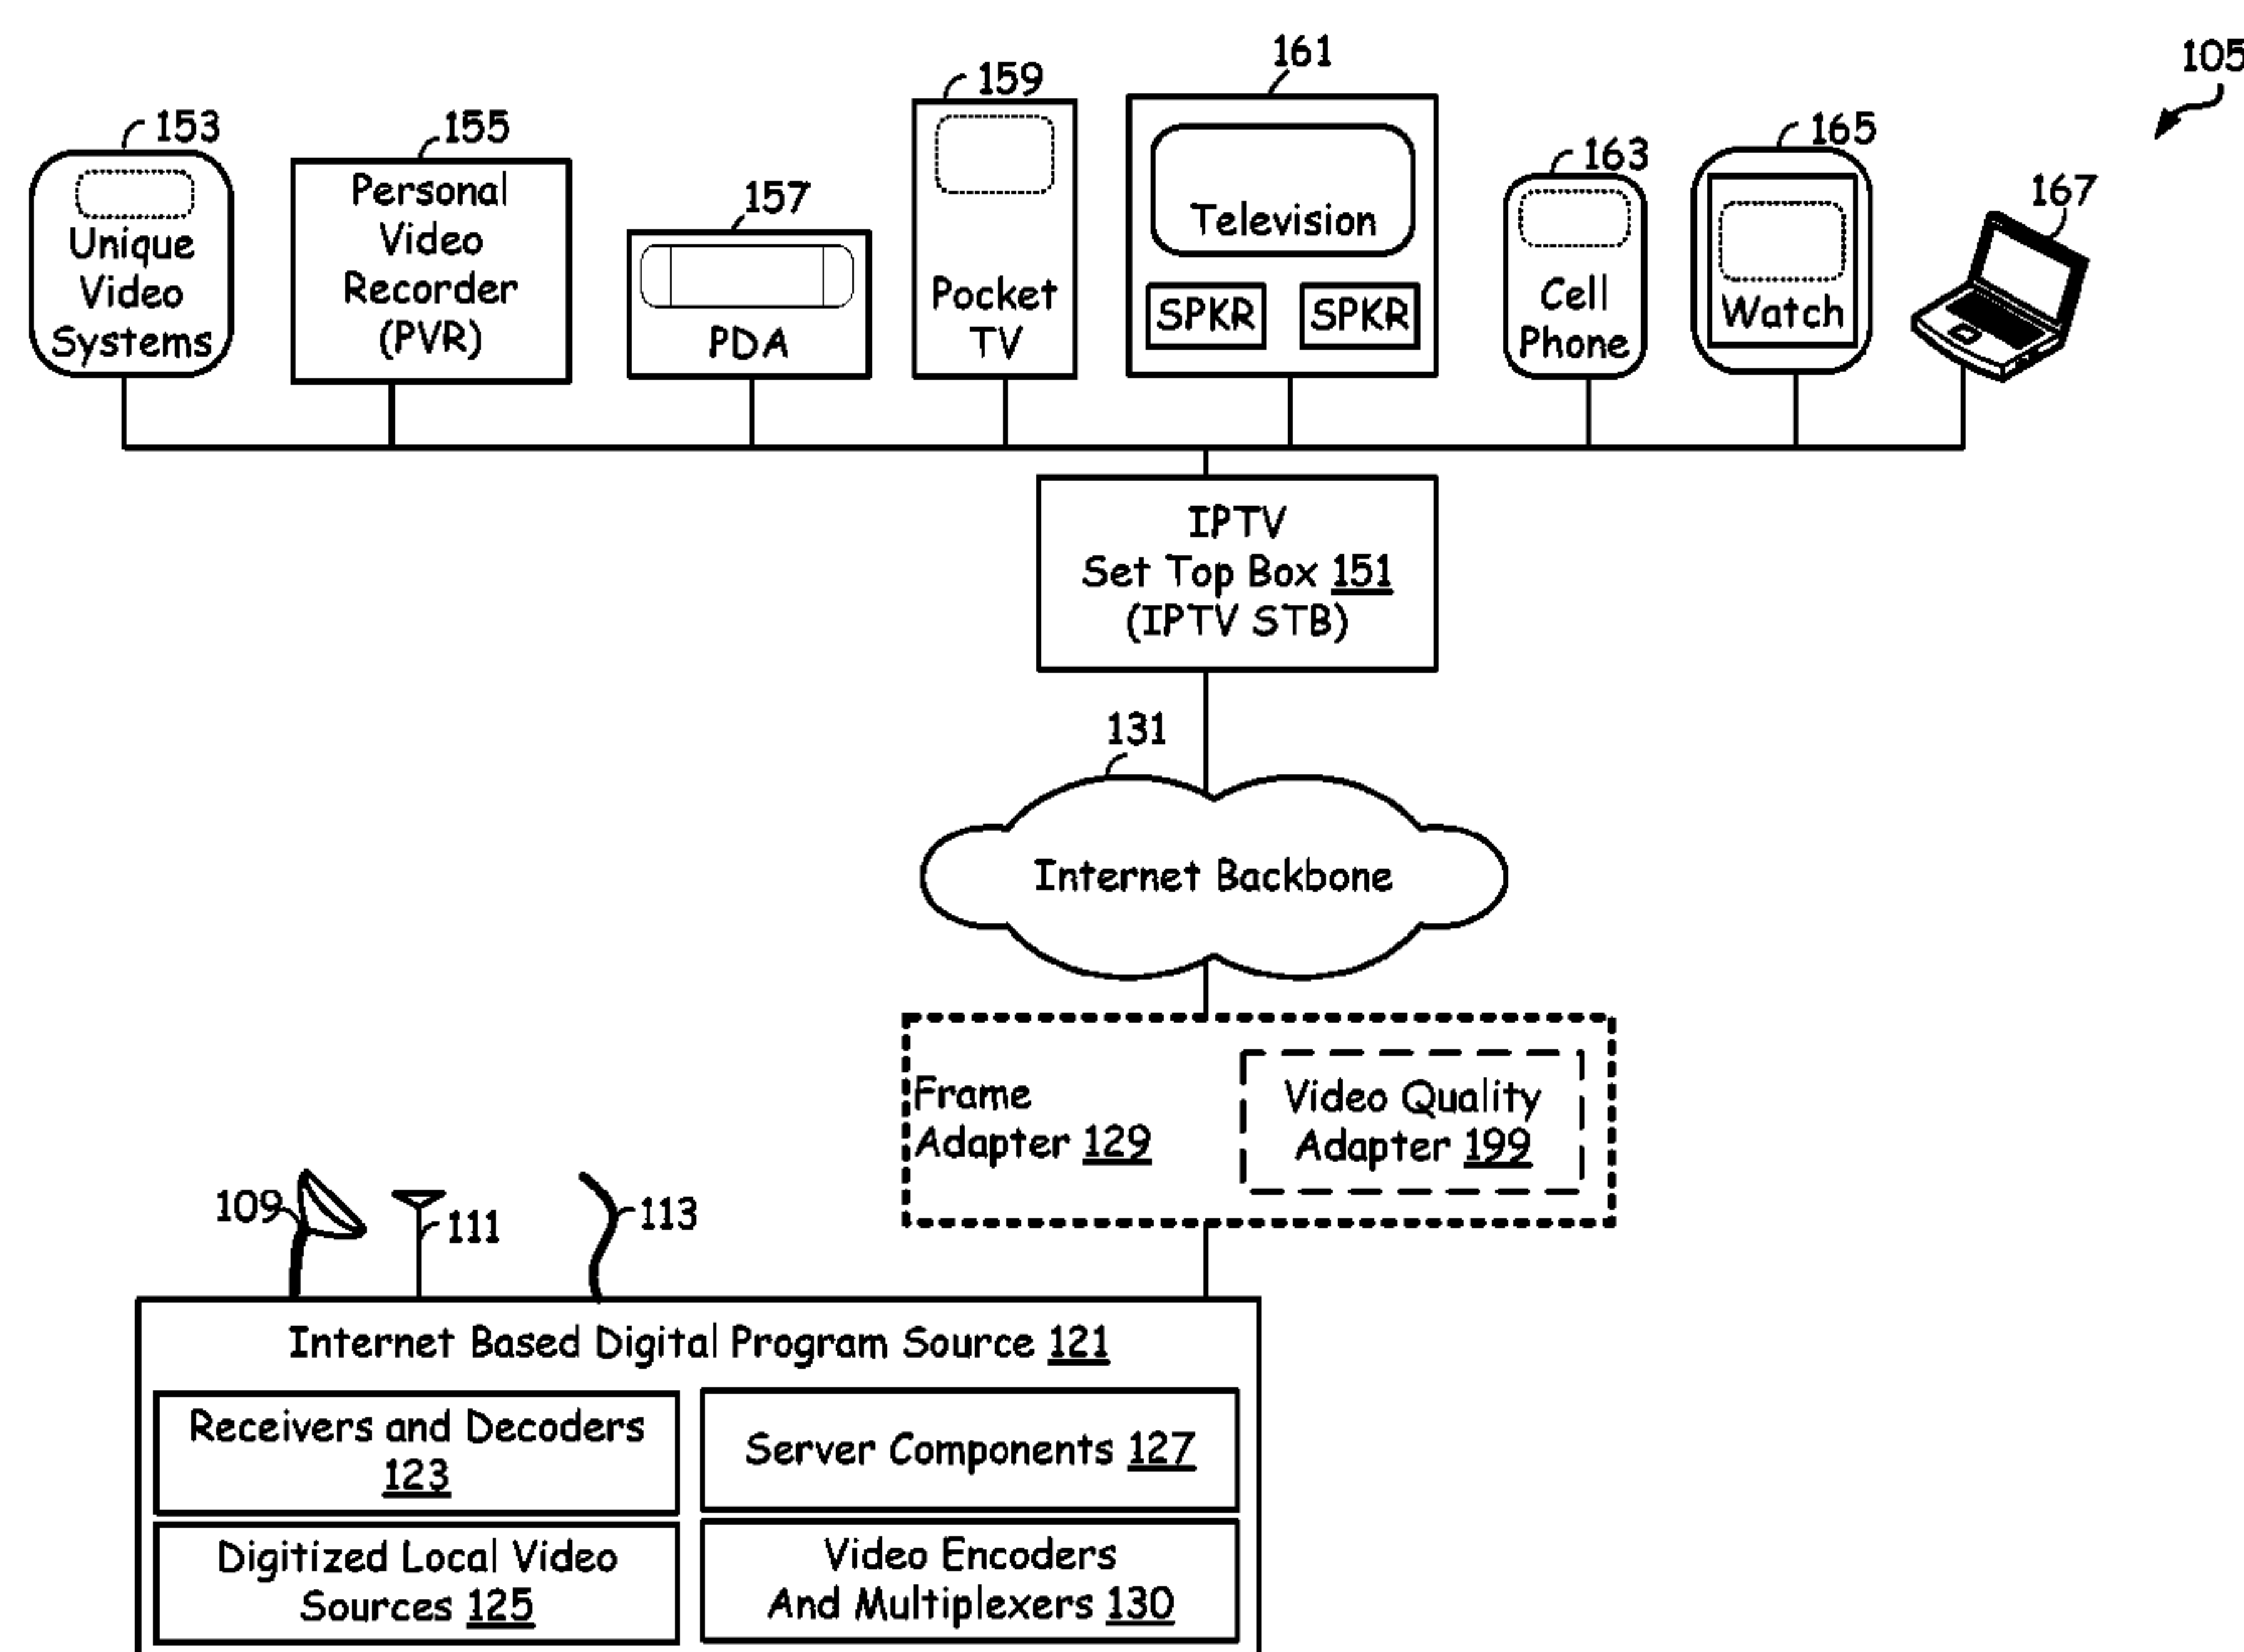 105
161
159
153
155
163
165
157
167
Unique
Video
Systems
Personal
Video
Recorder
(PVR)
PDA
Pocket
TV
Television
SPKR SPKR
Cell
Phone
Watch
IPTV
Set Top Box 151
(IPTV STB)
131
Internet Backbone
Frame
Adapter 129
Video Quality
Adapter 199
109
111
113
Internet Based Digital Program Source 121
Receivers and Decoders
123
Server Components 127
Digitized Local Video
Sources 125
Video Encoders
And Multiplexers 130